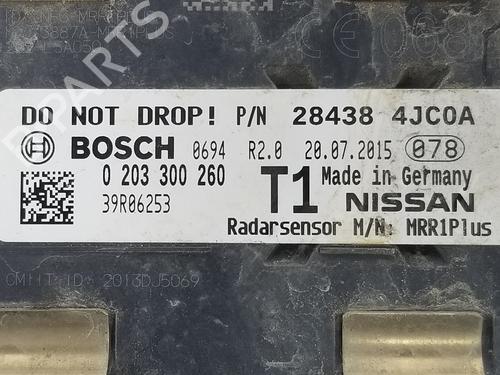 DO NOT DROP! P/N 28438 4JC0A
BOSCH 0694 R2.0 20.07.2015 078
0 203 300 260 T1 Made in Germany
39R06253 NISSAN
Radarsensor M/N: MRR1Plus
CMIIT ID: 2013DJ5069